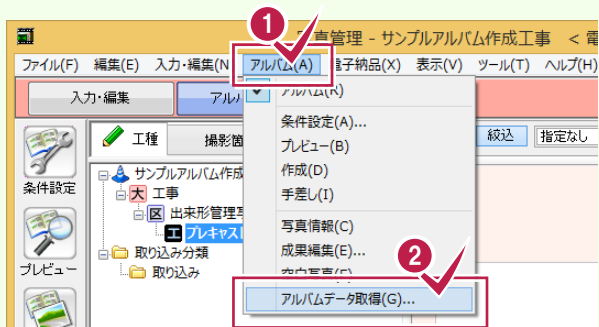 1
真管理 - サンプルアルバム作成工事 < 電
ファイル(F) 編集(E) 入力・編集(N アルバム(A) 電子納品(X) 表示(V) ツール(T) ヘルプ(H)
入力・編集 アルバ
アルバム(R)
条件設定(A)...
プレビュー(B)
作成(D)
手差し(I)
写真情報(C)
成果編集(E)...
空白写真(F)
アルバムデータ取得(G)...
2
工種 撮影箇
絞込 指定なし
条件設定
プレビュー
サンプルアルバム作成
大 工事
区 出来形管理写
工 プレキャスト
取り込み分類
取り込み